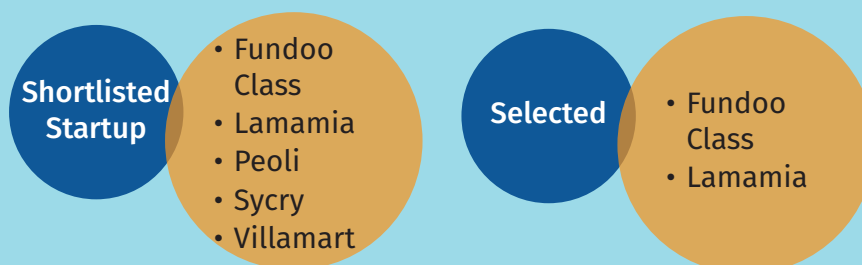 Shortlisted
Startup
• Fundoo
Class
• Lamamia
• Peoli
• Sycry
• Villamart
Selected
• Fundoo
Class
• Lamamia